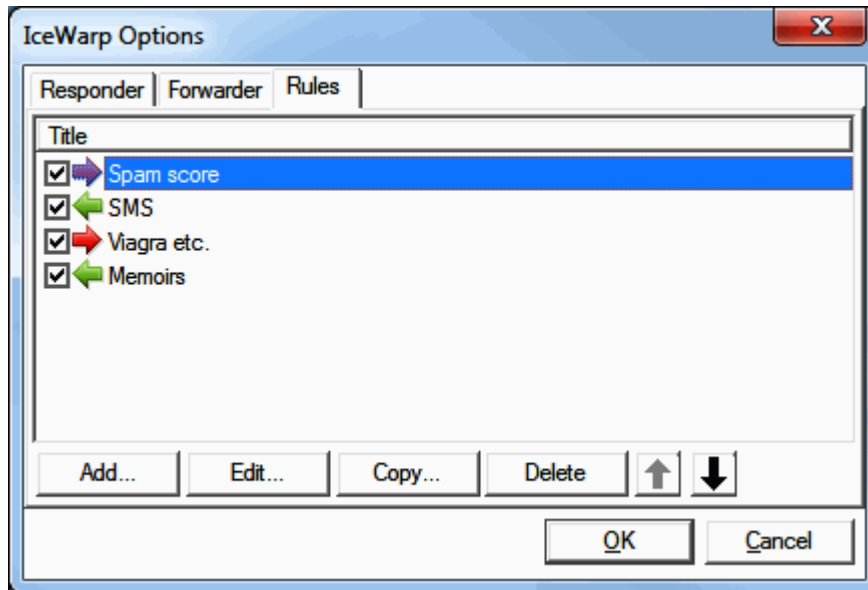 IceWarp Options
Responder Forwarder Rules
Title
Spam score
SMS
Viagra etc.
Memoirs
Add... Edit... Copy... Delete
OK Cancel